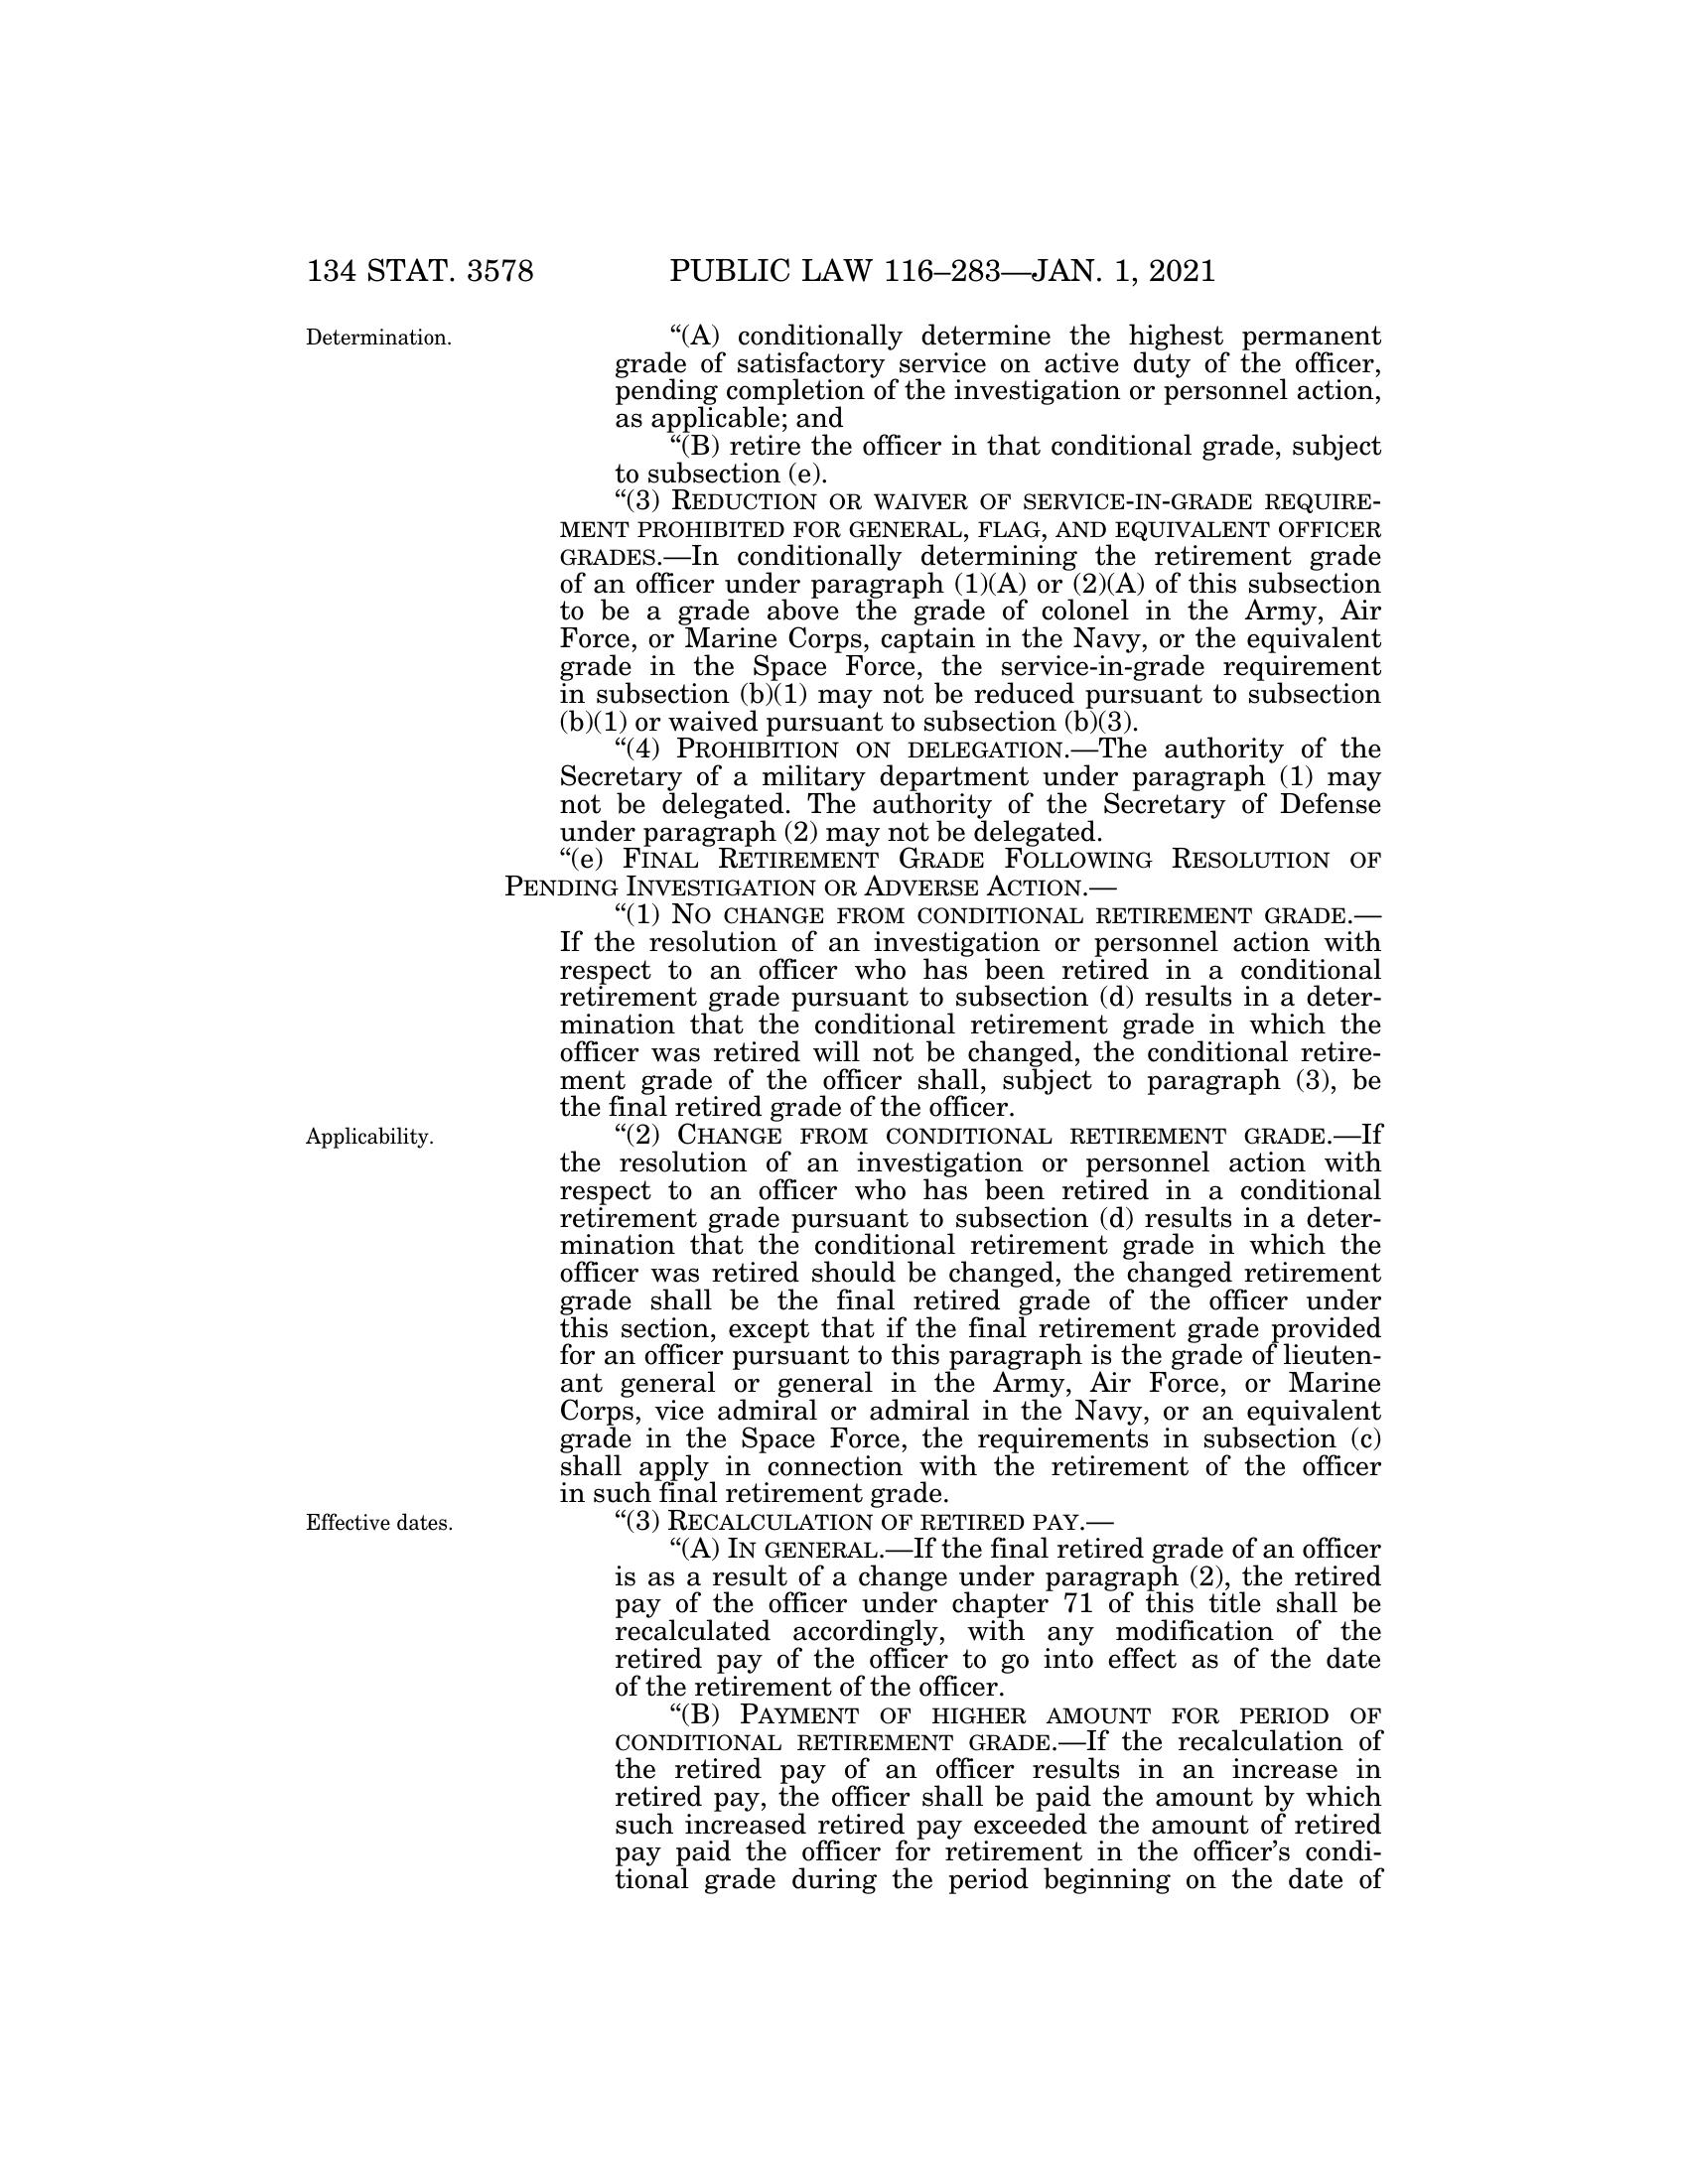 134 STAT. 3578 PUBLIC LAW 116–283—JAN. 1, 2021
Determination.
“(A) conditionally determine the highest permanent
grade of satisfactory service on active duty of the officer,
pending completion of the investigation or personnel action,
as applicable; and
“(B) retire the officer in that conditional grade, subject
to subsection (e).
“(3) REDUCTION OR WAIVER OF SERVICE-IN-GRADE REQUIRE-
MENT PROHIBITED FOR GENERAL, FLAG, AND EQUIVALENT OFFICER
GRADES.—In conditionally determining the retirement grade
of an officer under paragraph (1)(A) or (2)(A) of this subsection
to be a grade above the grade of colonel in the Army, Air
Force, or Marine Corps, captain in the Navy, or the equivalent
grade in the Space Force, the service-in-grade requirement
in subsection (b)(1) may not be reduced pursuant to subsection
(b)(1) or waived pursuant to subsection (b)(3).
“(4) PROHIBITION ON DELEGATION.—The authority of the
Secretary of a military department under paragraph (1) may
not be delegated. The authority of the Secretary of Defense
under paragraph (2) may not be delegated.
“(e) FINAL RETIREMENT GRADE FOLLOWING RESOLUTION OF
PENDING INVESTIGATION OR ADVERSE ACTION.—
“(1) NO CHANGE FROM CONDITIONAL RETIREMENT GRADE.—
If the resolution of an investigation or personnel action with
respect to an officer who has been retired in a conditional
retirement grade pursuant to subsection (d) results in a deter-
mination that the conditional retirement grade in which the
officer was retired will not be changed, the conditional retire-
ment grade of the officer shall, subject to paragraph (3), be
the final retired grade of the officer.
Applicability.
“(2) CHANGE FROM CONDITIONAL RETIREMENT GRADE.—If
the resolution of an investigation or personnel action with
respect to an officer who has been retired in a conditional
retirement grade pursuant to subsection (d) results in a deter-
mination that the conditional retirement grade in which the
officer was retired should be changed, the changed retirement
grade shall be the final retired grade of the officer under
this section, except that if the final retirement grade provided
for an officer pursuant to this paragraph is the grade of lieuten-
ant general or general in the Army, Air Force, or Marine
Corps, vice admiral or admiral in the Navy, or an equivalent
grade in the Space Force, the requirements in subsection (c)
shall apply in connection with the retirement of the officer
in such final retirement grade.
Effective dates.
“(3) RECALCULATION OF RETIRED PAY.—
“(A) IN GENERAL.—If the final retired grade of an officer
is as a result of a change under paragraph (2), the retired
pay of the officer under chapter 71 of this title shall be
recalculated accordingly, with any modification of the
retired pay of the officer to go into effect as of the date
of the retirement of the officer.
“(B) PAYMENT OF HIGHER AMOUNT FOR PERIOD OF
CONDITIONAL RETIREMENT GRADE.—If the recalculation of
the retired pay of an officer results in an increase in
retired pay, the officer shall be paid the amount by which
such increased retired pay exceeded the amount of retired
pay paid the officer for retirement in the officer’s condi-
tional grade during the period beginning on the date of